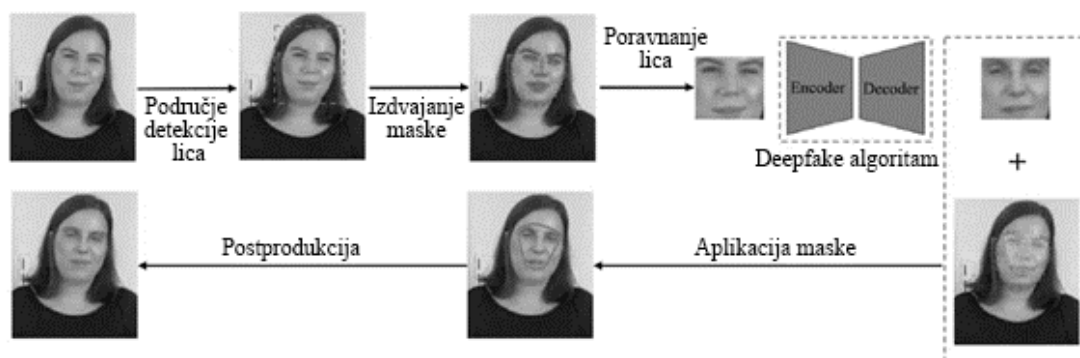 Područje
detekcije
lica
Izdvajanje
maske
Poravnanje
lica
Encoder
Decoder
Deepfake algoritam
+
Postprodukcija
Aplikacija maske